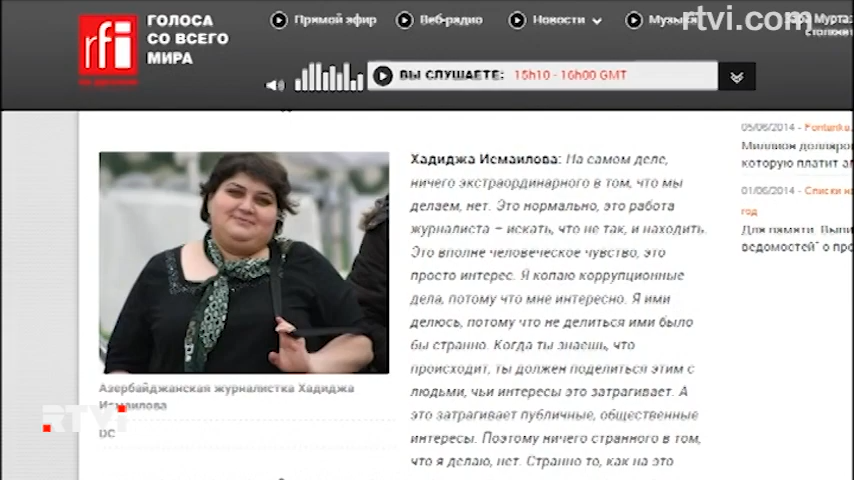 rfi
ГОЛОСА
СО ВСЕГО
МИРА
Прямой эфир
Веб-радио
Новости
Музыка
rtvi.com
ВЫ СЛУШАЕТЕ: 15h10 - 16h00 GMT
Хадиджа Исмаилова: На самом деле,
ничего экстраординарного в том, что мы
делаем, нет. Это нормально, это работа
журналиста – искать, что не так, и находить.
Это вполне человеческое чувство, это
просто интерес. Я копаю коррупционные
дела, потому что мне интересно. Я ими
делюсь, потому что не делиться ими было
бы странно. Когда ты знаешь, что
происходит, ты должен поделиться этим с
людьми, чьи интересы это затрагивает. А
это затрагивает публичные, общественные
интересы. Поэтому ничего странного в том,
что я делаю, нет. Странно то, как на это
Азербайджанская журналистка Хадиджа
Исмаилова
DC
RTVi
05/06/2014 - Fontanka.
Миллион долларов
которую платит
01/06/2014 - Списки
год
Для памяти.
ведомостей" о